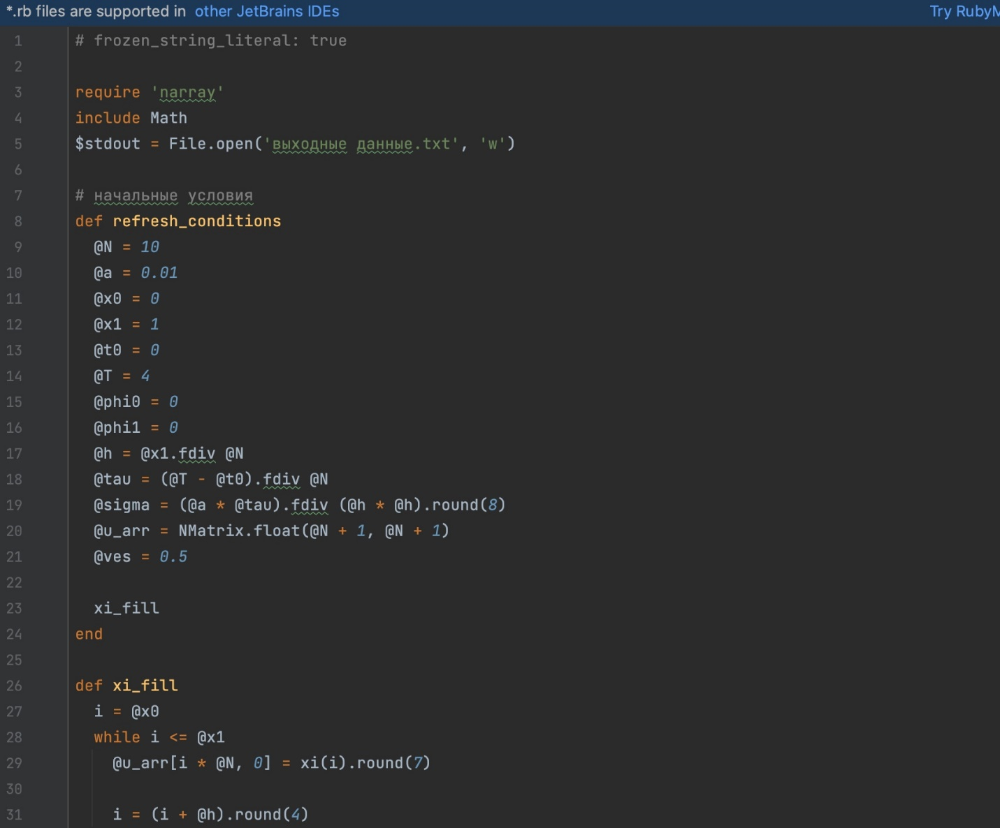 *.rb files are supported in other JetBrains IDEs Try RubyM
1 # frozen_string_literal: true
2
3 require 'narray'
4 include Math
5 $stdout = File.open('выходные данные.txt', 'w')
6
7 # начальные условия
8 def refresh_conditions
9 @N = 10
10 @a = 0.01
11 @x0 = 0
12 @x1 = 1
13 @t0 = 0
14 @T = 4
15 @phi0 = 0
16 @phi1 = 0
17 @h = @x1.fdiv @N
18 @tau = (@T - @t0).fdiv @N
19 @sigma = (@a * @tau).fdiv (@h * @h).round(8)
20 @u_arr = NMatrix.float(@N + 1, @N + 1)
21 @ves = 0.5
22
23 xi_fill
24 end
25
26 def xi_fill
27 i = @x0
28 while i <= @x1
29 @u_arr[i * @N, 0] = xi(i).round(7)
30
31 i = (i + @h).round(4)